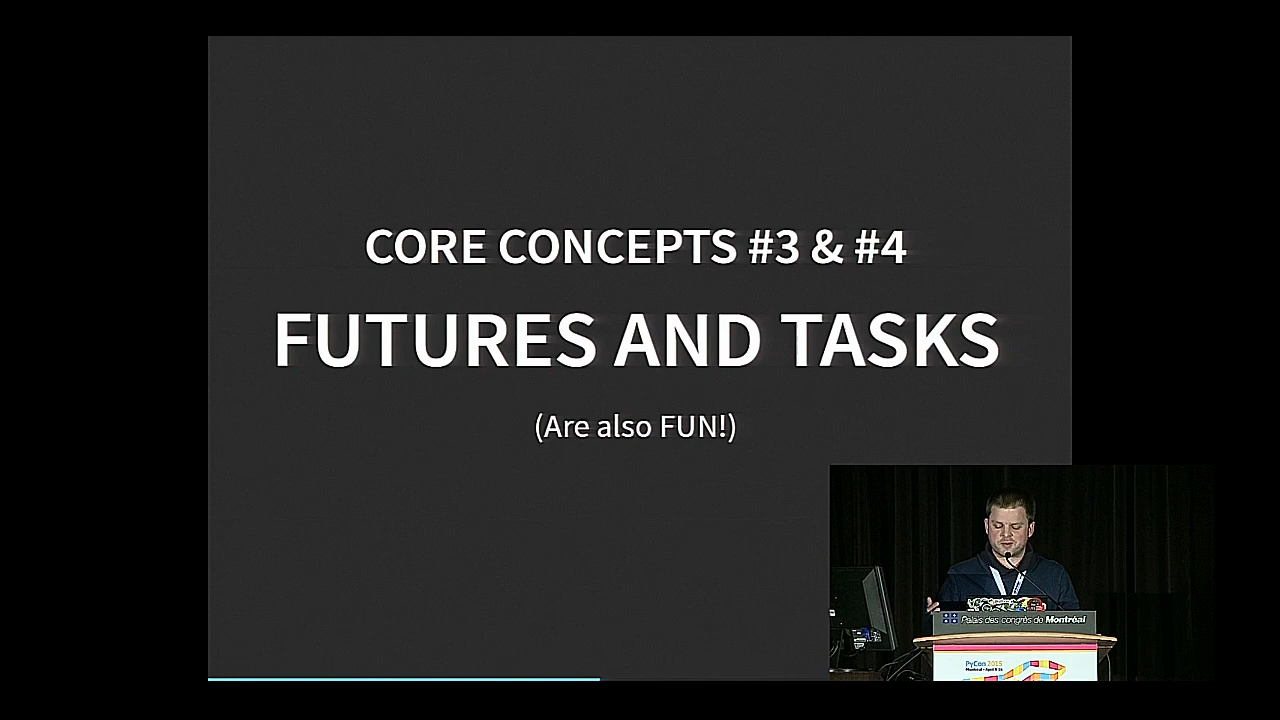 CORE CONCEPTS #3 & #4
FUTURES AND TASKS
(Are also FUN!)
Palais des congrès de Montréal
PyCon 2015